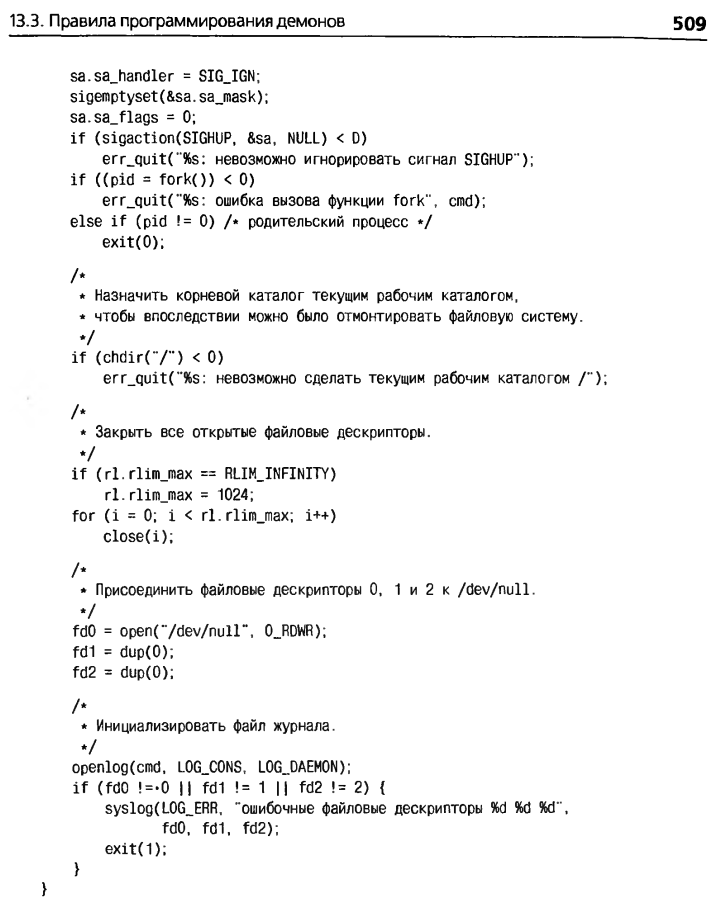 13.3. Правила программирования демонов 509
sa.sa_handler = SIG_IGN;
sigemptyset(&sa.sa_mask);
sa.sa_flags = 0;
if (sigaction(SIGHUP, &sa, NULL) < D)
err_quit("%s: невозможно игнорировать сигнал SIGHUP");
if ((pid = fork()) < 0)
err_quit("%s: ошибка вызова функции fork", cmd);
else if (pid != 0) /* родительский процесс */
exit(0);
/*
* Назначить корневой каталог текущим рабочим каталогом,
* чтобы впоследствии можно было отмонтировать файловую систему.
*/
if (chdir("/") < 0)
err_quit("%s: невозможно сделать текущим рабочим каталогом /");
/*
* Закрыть все открытые файловые дескрипторы.
*/
if (rl.rlim_max == RLIM_INFINITY)
rl.rlim_max = 1024;
for (i = 0; i < rl.rlim_max; i++)
close(i);
/*
* Присоединить файловые дескрипторы 0, 1 и 2 к /dev/null.
*/
fd0 = open("/dev/null", O_RDWR);
fd1 = dup(0);
fd2 = dup(0);
/*
* Инициализировать файл журнала.
*/
openlog(cmd, LOG_CONS, LOG_DAEMON);
if (fd0 != 0 || fd1 != 1 || fd2 != 2) {
syslog(LOG_ERR, "ошибочные файловые дескрипторы %d %d %d",
fd0, fd1, fd2);
exit(1);
}
}